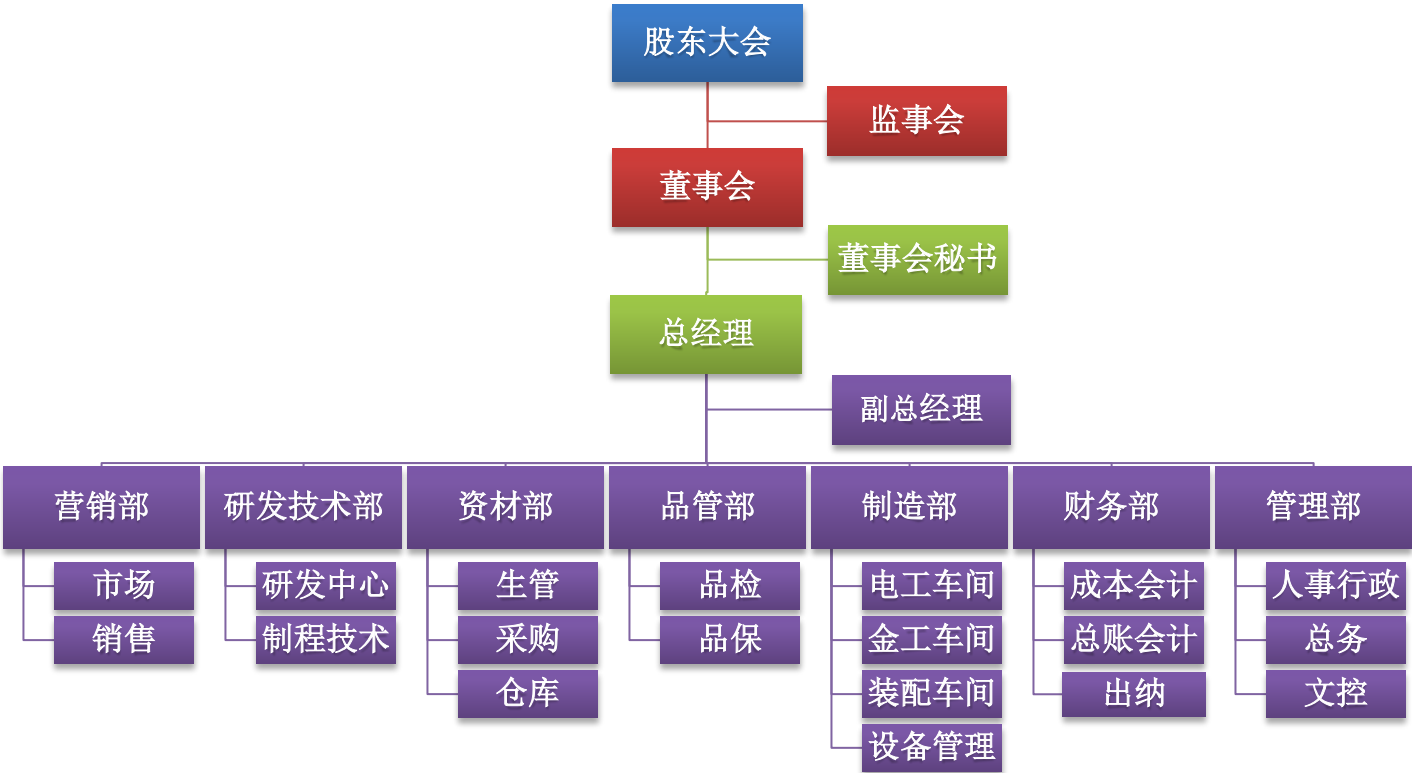 股东大会
监事会
董事会
董事会秘书
总经理
副总经理
营销部
研发技术部
资材部
品管部
制造部
财务部
管理部
市场
研发中心
生管
品检
电工车间
成本会计
人事行政
销售
制程技术
采购
品保
金工车间
总账会计
总务
仓库
装配车间
出纳
文控
设备管理